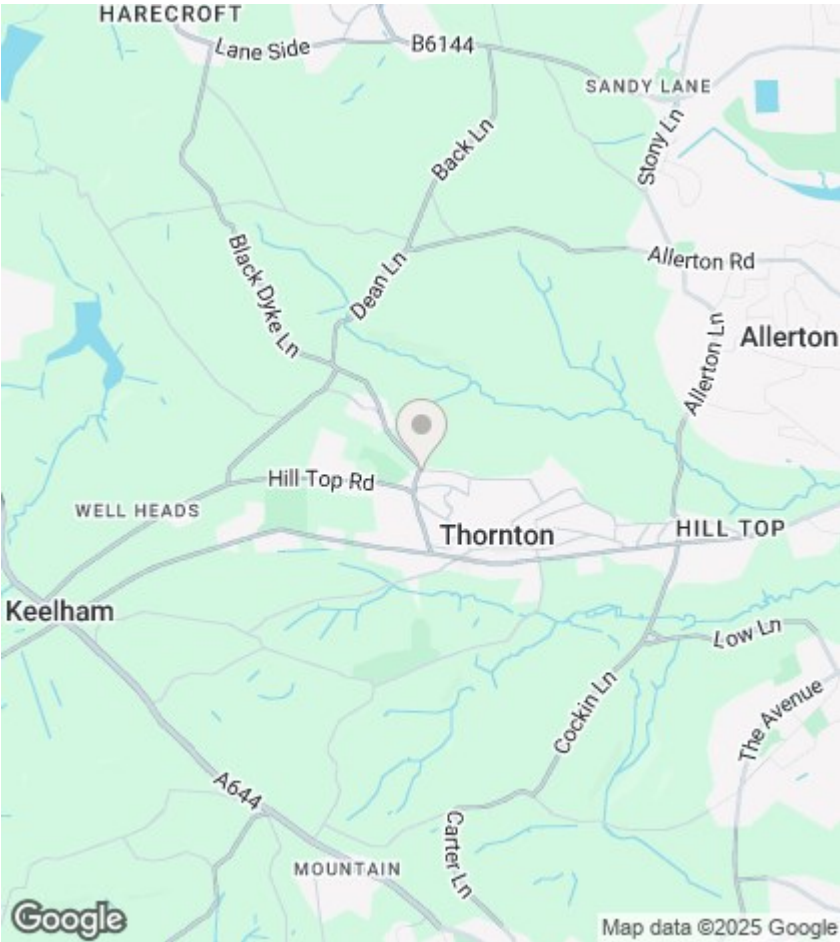 HARECROFT
Lane Side
B6144
SANDY LANE
Back Ln
Stony Ln
Black Dyke Ln
Dean Ln
Allerton Rd
Allerton
Allerton Ln
Hill Top Rd
WELL HEADS
Thornton
HILL TOP
Keelham
Low Ln
Cockin Ln
The Avenue
A644
Carter Ln
MOUNTAIN
Google
Map data ©2025 Google